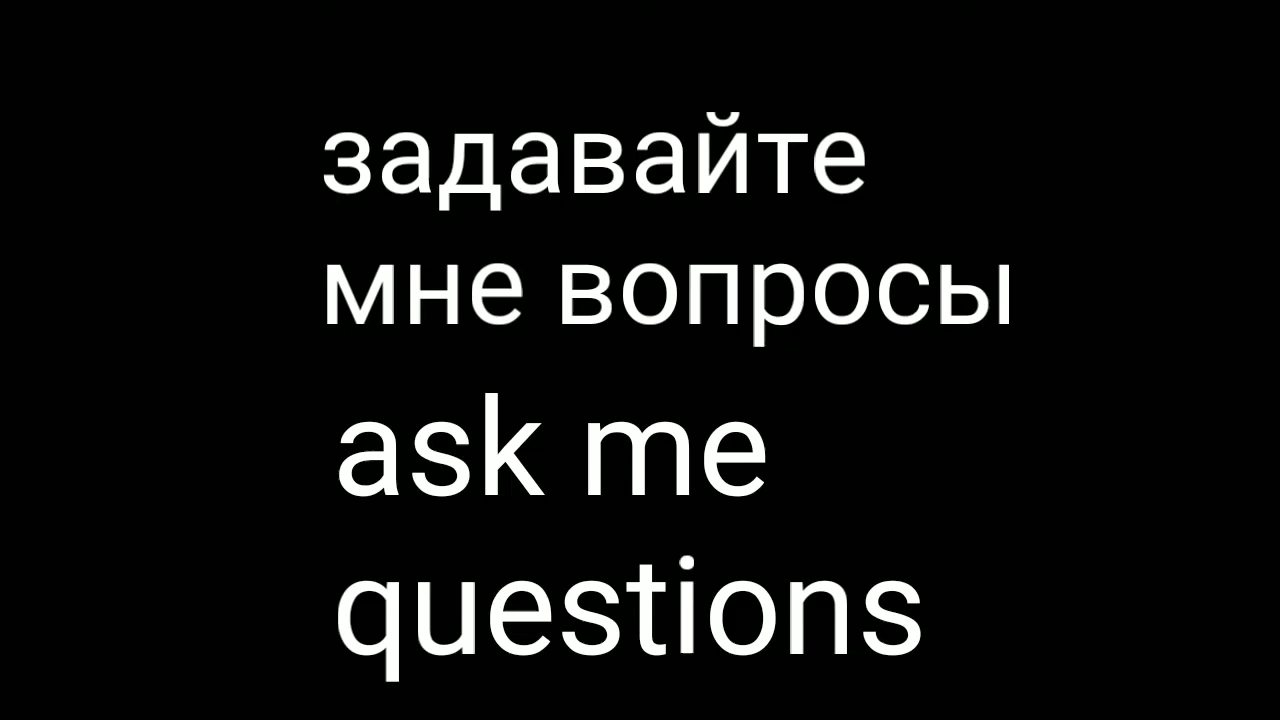 задавайте
мне вопросы
ask me
questions